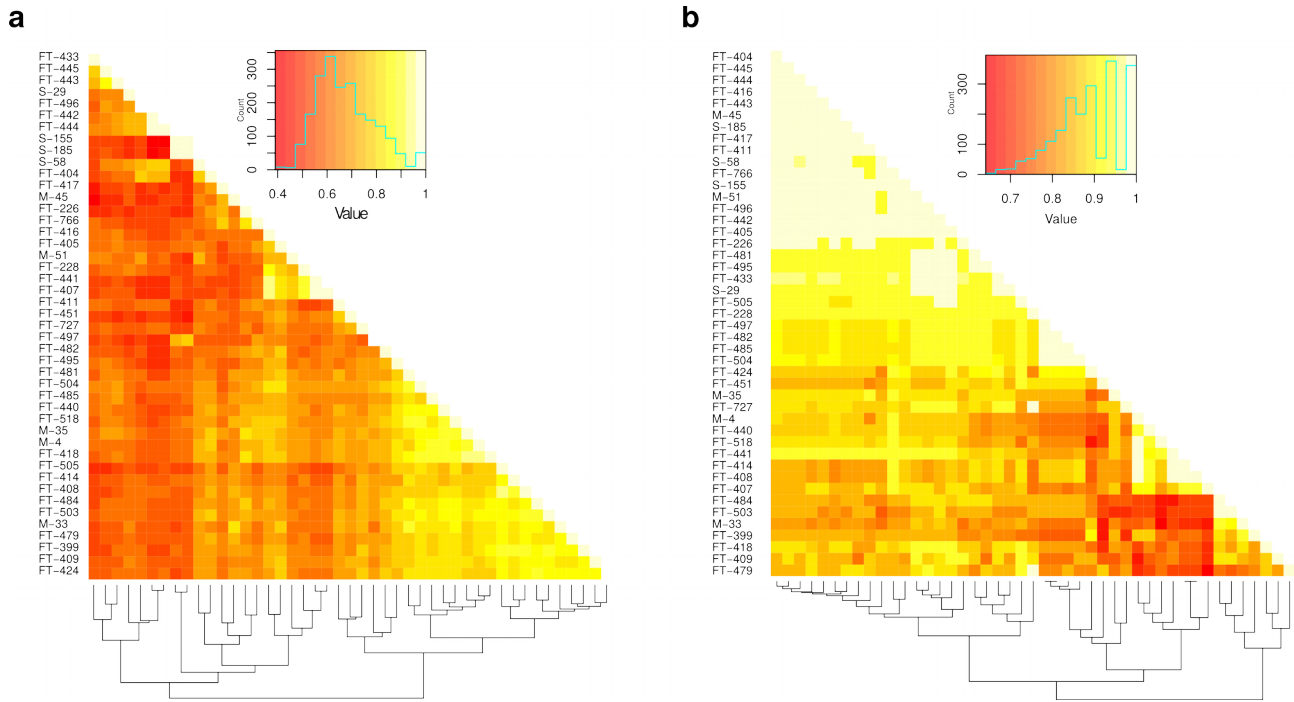 a
FT-433
FT-445
FT-443
S-29
FT-496
FT-442
FT-444
S-155
S-185
S-58
FT-404
FT-417
M-45
FT-226
FT-766
FT-416
FT-405
M-51
FT-228
FT-441
FT-407
FT-411
FT-451
FT-727
FT-497
FT-482
FT-495
FT-481
FT-504
FT-485
FT-440
FT-518
M-35
M-4
FT-418
FT-505
FT-414
FT-408
FT-484
FT-503
M-33
FT-479
FT-399
FT-409
FT-424
Count
0 100 200 300
0.4 0.6 0.8 1
Value
b
FT-404
FT-445
FT-444
FT-416
FT-443
M-45
S-185
FT-417
FT-411
S-58
FT-766
S-155
M-51
FT-496
FT-442
FT-405
FT-226
FT-481
FT-495
FT-433
S-29
FT-505
FT-228
FT-497
FT-482
FT-485
FT-504
FT-424
FT-451
M-35
FT-727
M-4
FT-440
FT-518
FT-441
FT-414
FT-408
FT-407
FT-484
FT-503
M-33
FT-399
FT-418
FT-409
FT-479
Count
0 100 300
0.7 0.8 0.9 1
Value